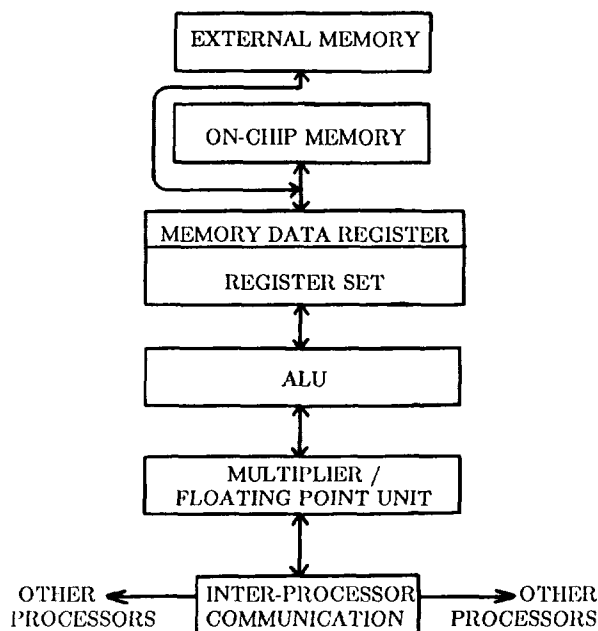 EXTERNAL MEMORY
ON-CHIP MEMORY
MEMORY DATA REGISTER
REGISTER SET
ALU
MULTIPLIER /
FLOATING POINT UNIT
OTHER
PROCESSORS
INTER-PROCESSOR
COMMUNICATION
OTHER
PROCESSORS